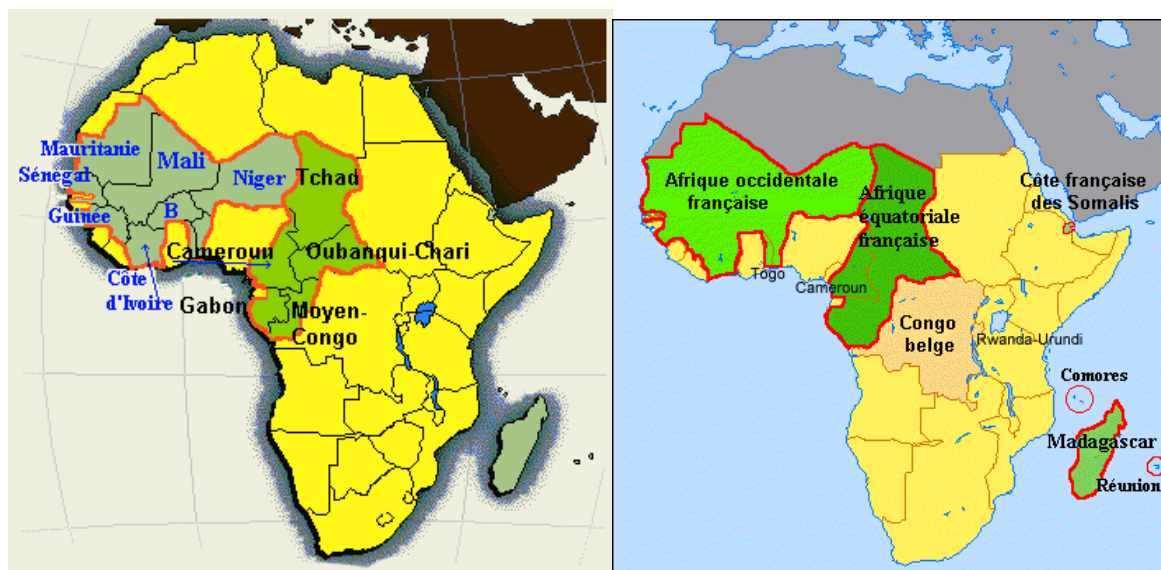 Mauritanie
Mali
Sénégal
Niger
Tchad
Guinée
B
Cameroun
Oubanqui-Chari
Côte
d'Ivoire
Gabon
Moyen-
Congo
Afrique occidentale
française
Afrique
équatoriale
française
Côte française
des Somalis
Togo
Cameroun
Congo
belge
Rwanda-Urundi
Comores
Madagascar
Réunion